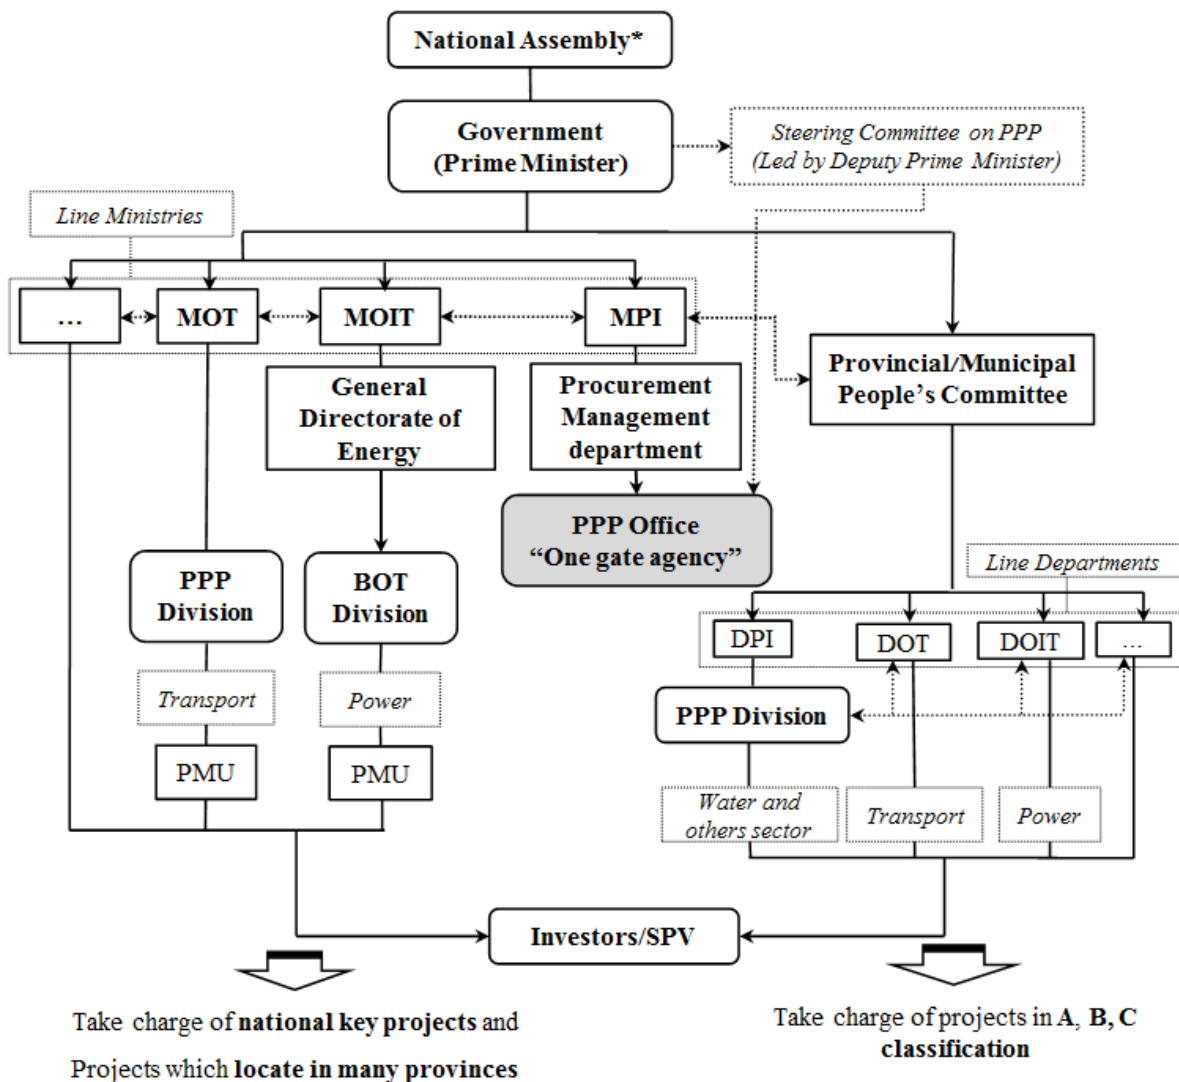 National Assembly*
Government
(Prime Minister)
Steering Committee on PPP
(Led by Deputy Prime Minister)
Line Ministries
...
MOT
MOIT
MPI
General
Directorate of
Energy
Procurement
Management
department
Provincial/Municipal
People’s Committee
PPP Office
“One gate agency”
PPP
Division
BOT
Division
Line Departments
DPI
DOT
DOIT
...
Transport
Power
PPP Division
PMU
PMU
Water and
others sector
Transport
Power
Investors/SPV
Take charge of national key projects and
Projects which locate in many provinces
Take charge of projects in A, B, C
classification